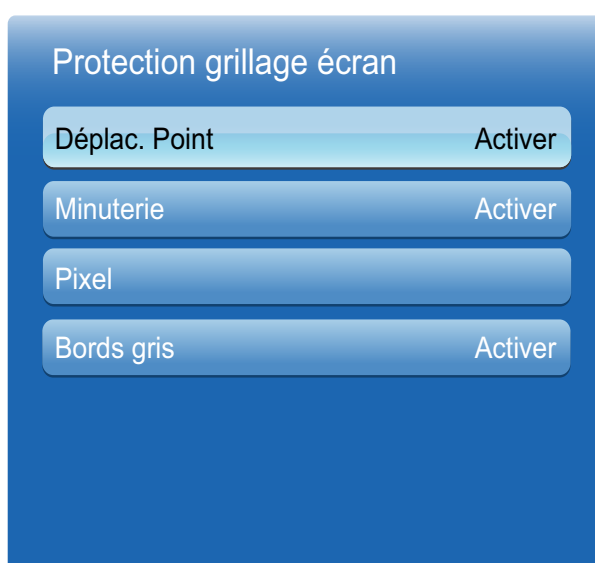 Protection grillage écran
Déplac. Point Activer
Minuterie Activer
Pixel
Bords gris Activer